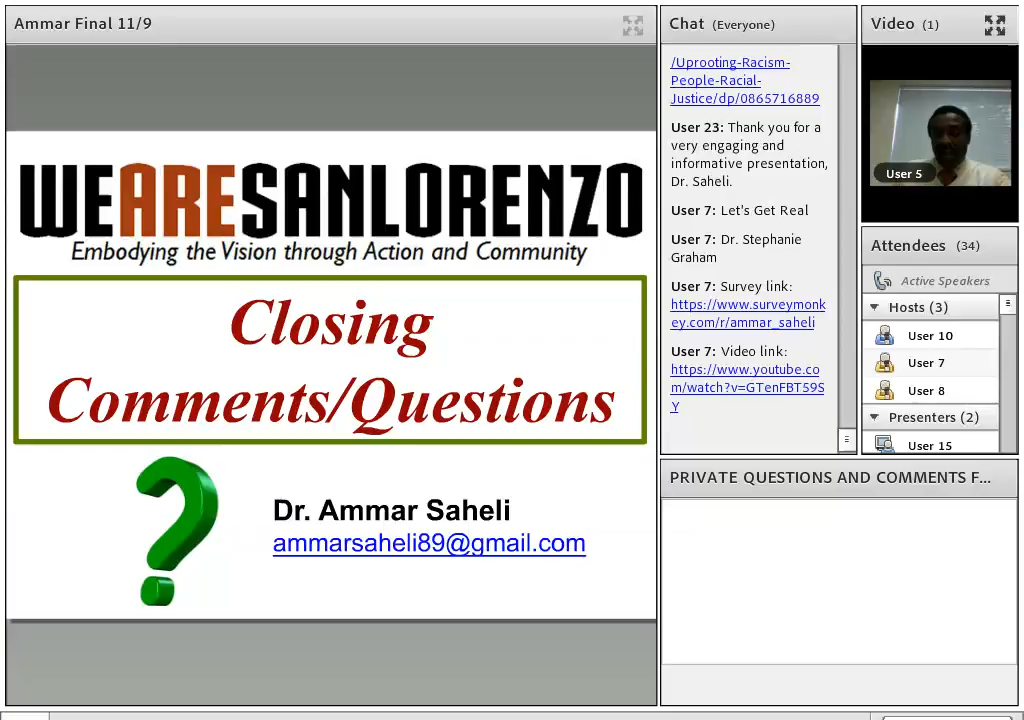 Ammar Final 11/9
WEARESANLORENZO
Embodying the Vision through Action and Community
Closing
Comments/Questions
Dr. Ammar Saheli
ammarsaheli89@gmail.com
Chat (Everyone)
/Uprooting-Racism-
People-Racial-
Justice/dp/0865716889
User 23: Thank you for a
very engaging and
informative presentation,
Dr. Saheli.
User 7: Let's Get Real
User 7: Dr. Stephanie
Graham
User 7: Survey link:
https://www.surveymonk
ey.com/r/ammar_saheli
User 7: Video link:
https://www.youtube.co
m/watch?v=GTenFBT59S
Y
Video (1)
User 5
Attendees (34)
Active Speakers
Hosts (3)
User 10
User 7
User 8
Presenters (2)
User 15
PRIVATE QUESTIONS AND COMMENTS F...